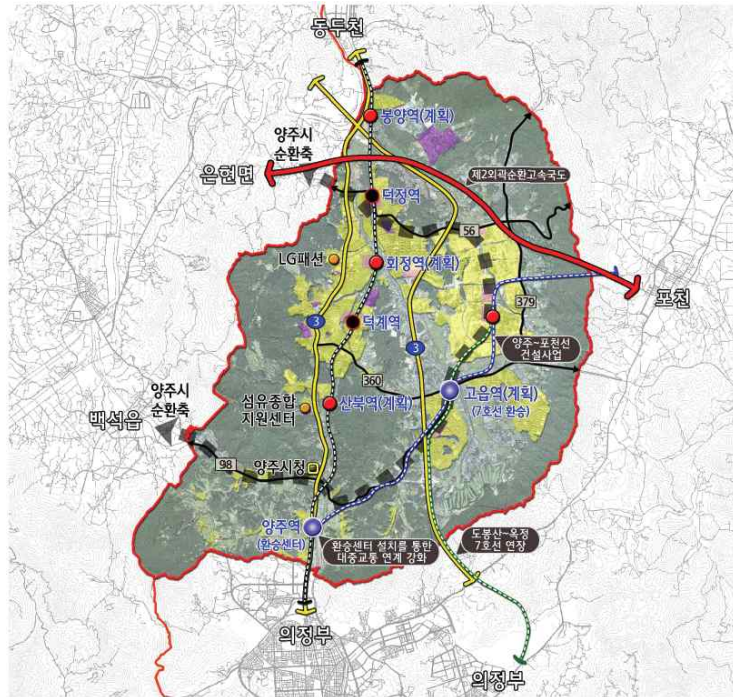 동두천
봉양역(계획)
양주시
순환축
은현면
제2외곽순환고속국도
덕정역
56
LG패션
회정역(계획)
379
포천
3
덕계역
3
양주~포천선
건설사업
360
고읍역(계획)
(7호선 환승)
양주시
순환축
백석읍
섬유종합
지원센터
산북역(계획)
98
양주시청
양주역
(환승센터)
환승센터 설치를 통한
대중교통 연계 강화
도봉산~옥정
7호선 연장
의정부
의정부